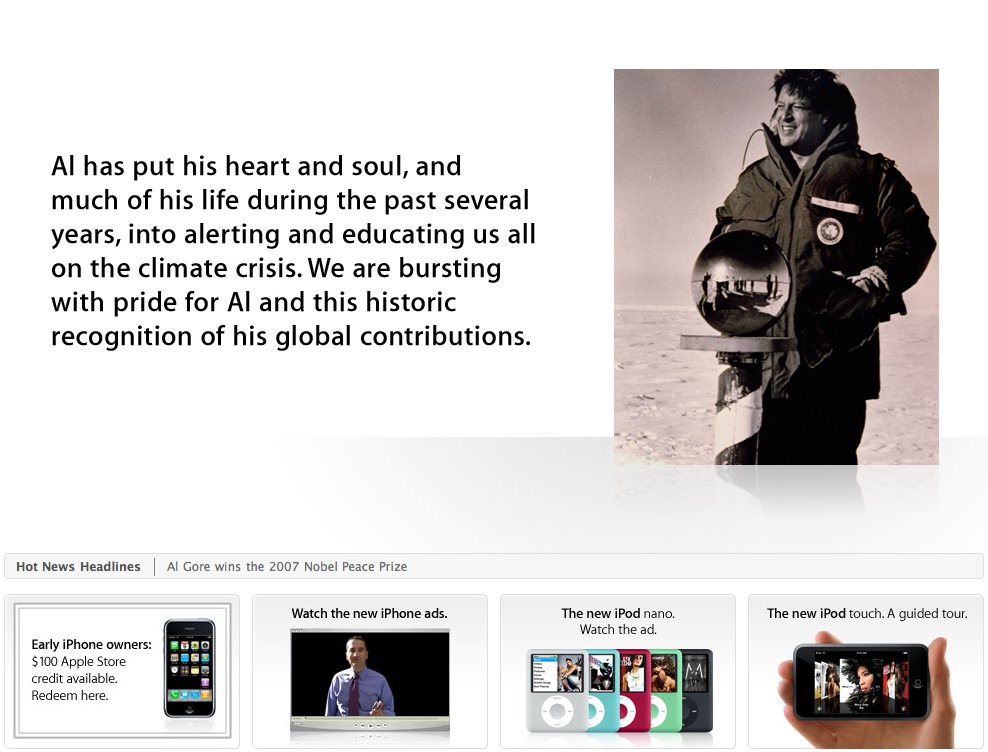 Al has put his heart and soul, and
much of his life during the past several
years, into alerting and educating us all
on the climate crisis. We are bursting
with pride for Al and this historic
recognition of his global contributions.
Hot News Headlines
Al Gore wins the 2007 Nobel Peace Prize
Early iPhone owners:
$100 Apple Store
credit available.
Redeem here.
Watch the new iPhone ads.
The new iPod nano.
Watch the ad.
The new iPod touch. A guided tour.